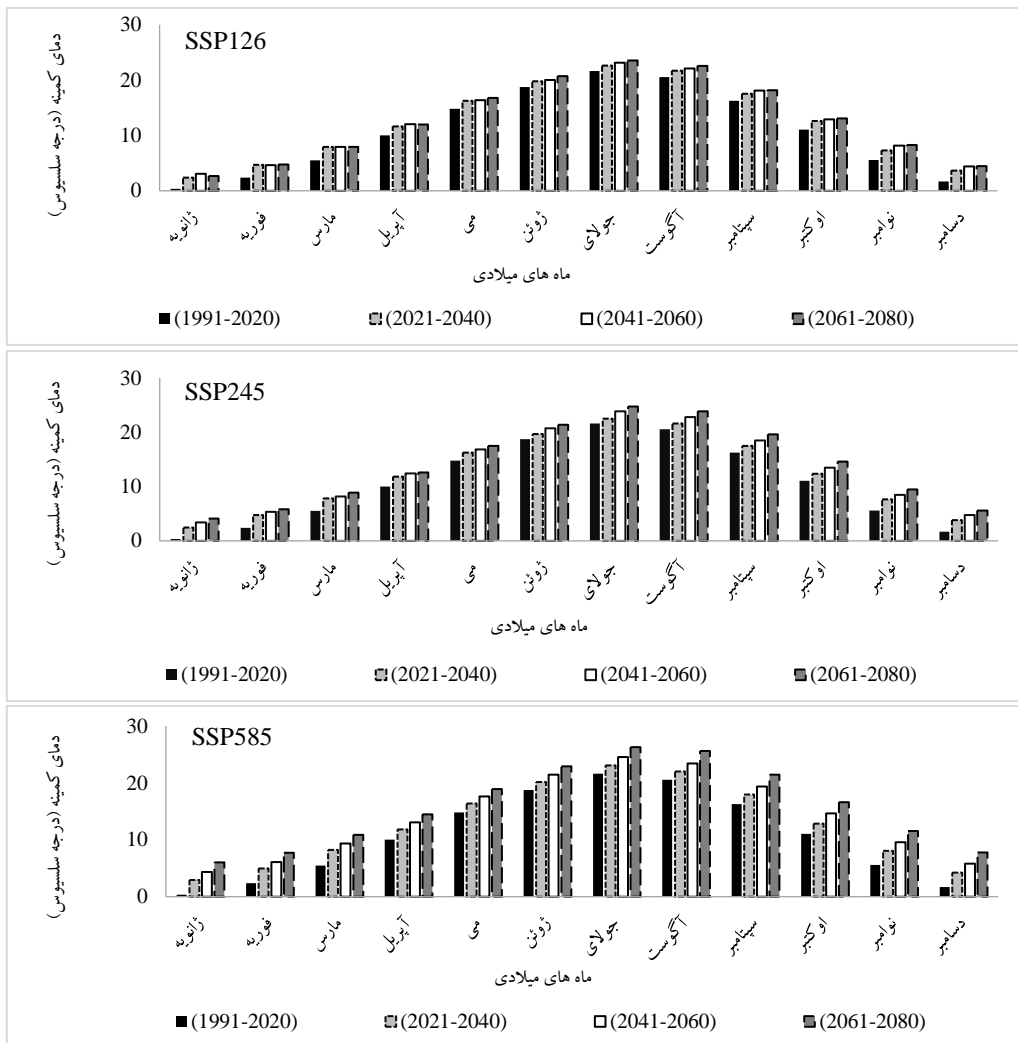 SSP126
دمای کمینه (درجه سلسیوس)
30
20
10
0
ژانویه
فوریه
مارس
آپریل
می
ژوئن
جولای
آگوست
سپتامبر
اوکتبر
نوامبر
دسامبر
ماه های میلادی
(1991-2020) (2021-2040) (2041-2060) (2061-2080)
SSP245
دمای کمینه (درجه سلسیوس)
30
20
10
0
ژانویه
فوریه
مارس
آپریل
می
ژوئن
جولای
آگوست
سپتامبر
اوکتبر
نوامبر
دسامبر
ماه های میلادی
(1991-2020) (2021-2040) (2041-2060) (2061-2080)
SSP585
دمای کمینه (درجه سلسیوس)
30
20
10
0
ژانویه
فوریه
مارس
آپریل
می
ژوئن
جولای
آگوست
سپتامبر
اوکتبر
نوامبر
دسامبر
ماه های میلادی
(1991-2020) (2021-2040) (2041-2060) (2061-2080)